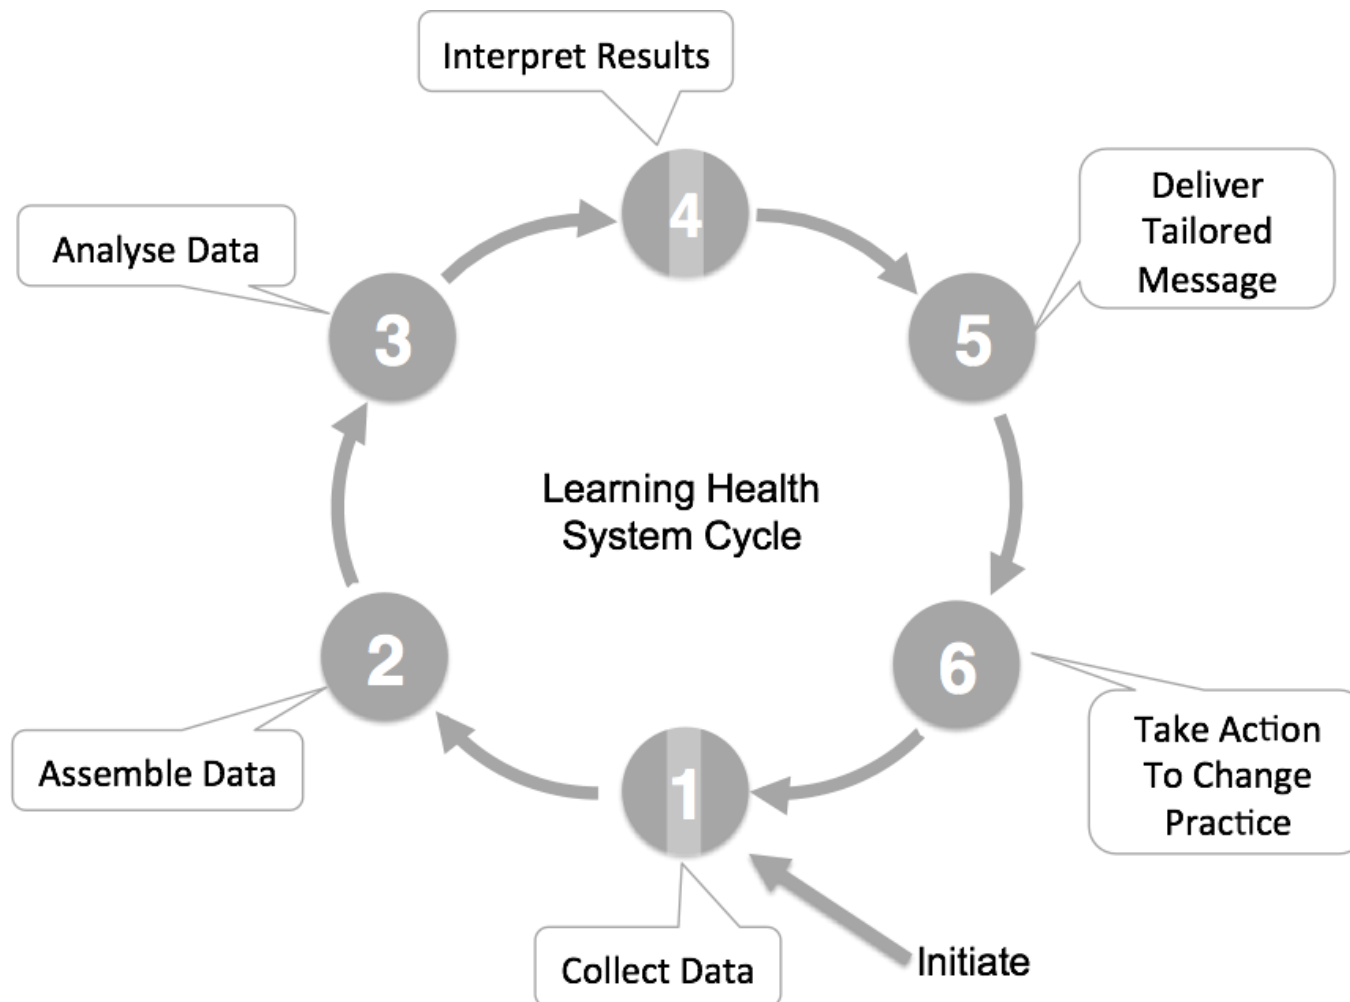 Interpret Results
4
Deliver
Tailored
Message
Analyse Data
3
5
Learning Health
System Cycle
2
6
Assemble Data
Take Action
To Change
Practice
1
Collect Data
Initiate